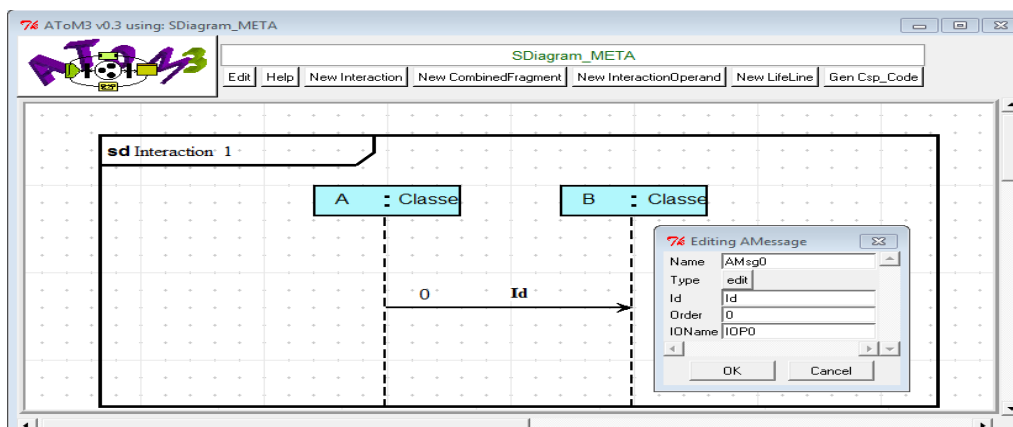 AToM3 v0.3 using: SDiagram_META
AToM3
SDiagram_META
Edit Help New Interaction New CombinedFragment New InteractionOperand New LifeLine Gen Csp_Code
sd Interaction 1
A : Classe B : Classe
Editing AMessage
Name AMsg0
Type edit
Id Id
Order 0
IOName IOP0
OK Cancel
0 Id